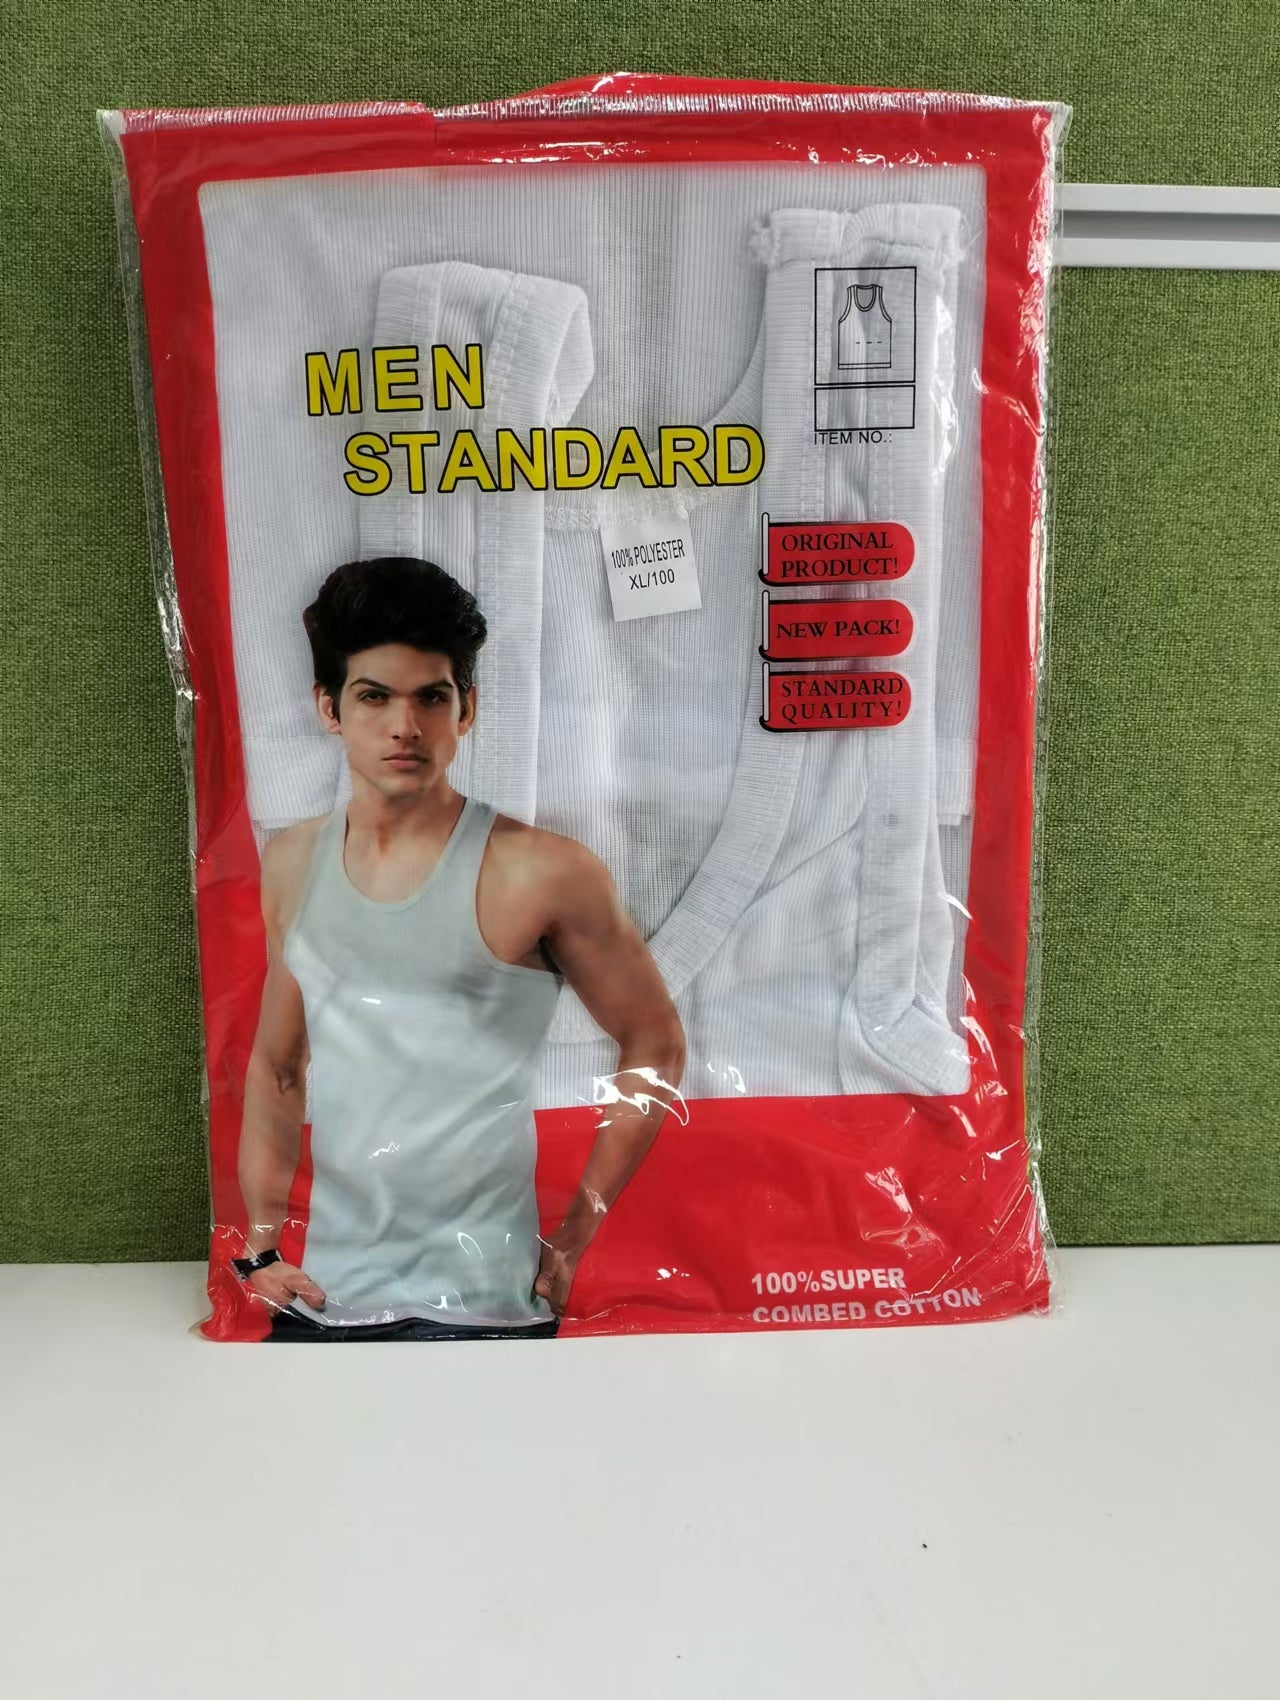 MEN
STANDARD
ITEM NO.:
100% POLYESTER
XL/100
ORIGINAL
PRODUCT!
NEW PACK!
STANDARD
QUALITY!
100%SUPER
COMBED COTTON